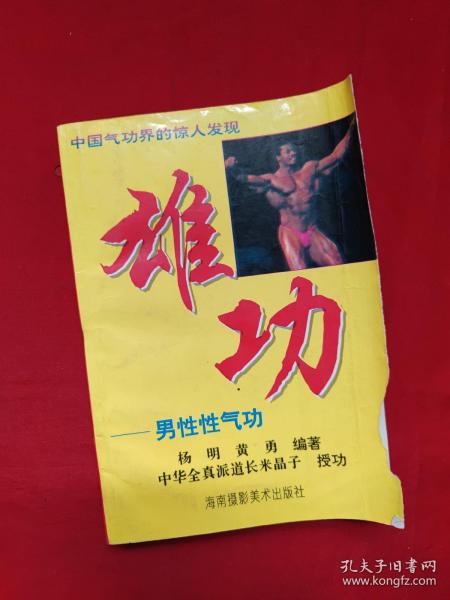 中国气功界的惊人发现
雄
功
——男性性气功
杨明黄勇 编著
中华全真派道长米晶子 授功
海南摄影美术出版社
孔夫子旧书网
www.kongfz.com